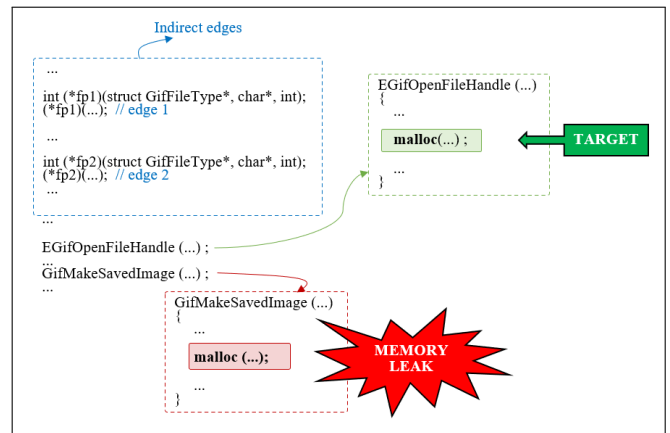 Indirect edges
...
int (*fp1)(struct GifFileType*, char*, int);
(*fp1)(...); // edge 1
...
int (*fp2)(struct GifFileType*, char*, int);
(*fp2)(...); // edge 2
...
...
EGifOpenFileHandle (...) ;
...
GifMakeSavedImage (...) ;
...
EGifOpenFileHandle (...)
{
...
malloc(...) ;
...
}
TARGET
GifMakeSavedImage (...)
{
...
malloc (...);
...
}
MEMORY
LEAK